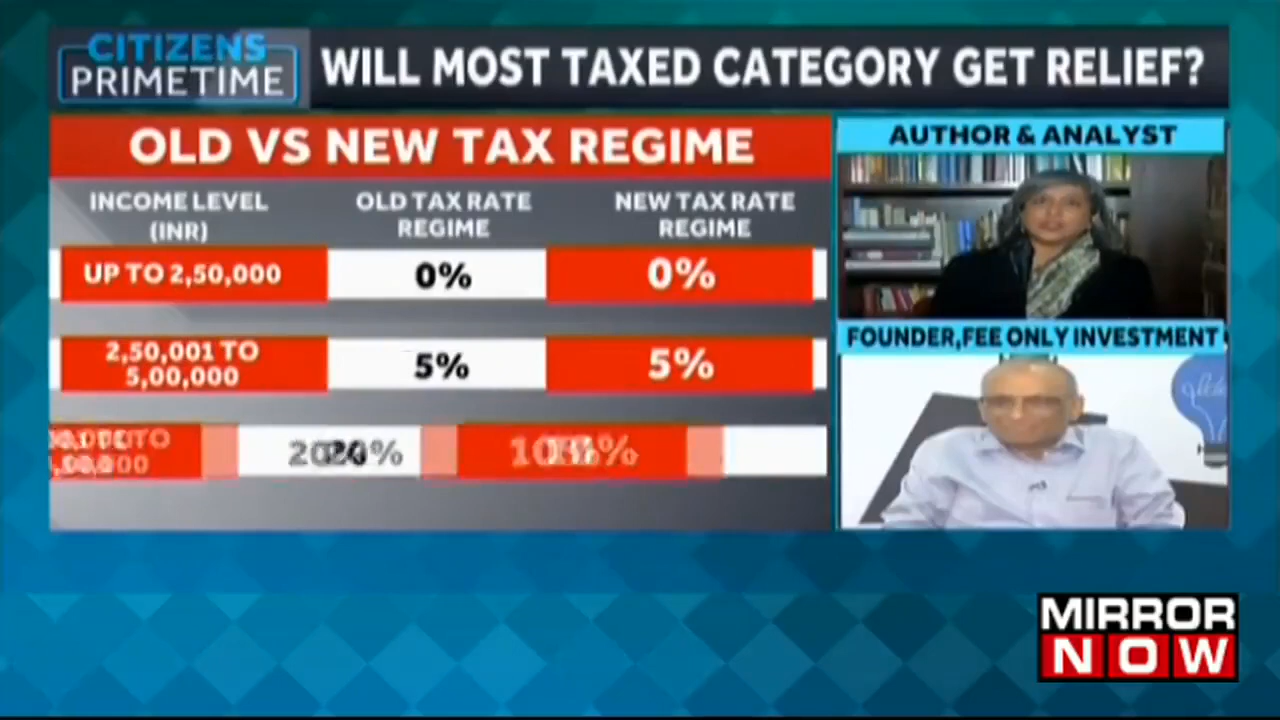 CITIZENS
PRIMETIME
WILL MOST TAXED CATEGORY GET RELIEF?
OLD VS NEW TAX REGIME
INCOME LEVEL
(INR)
OLD TAX RATE
REGIME
NEW TAX RATE
REGIME
UP TO 2,50,000
0%
0%
2,50,001 TO
5,00,000
5%
5%
AUTHOR & ANALYST
FOUNDER,FEE ONLY INVESTMENT
MIRROR
NOW